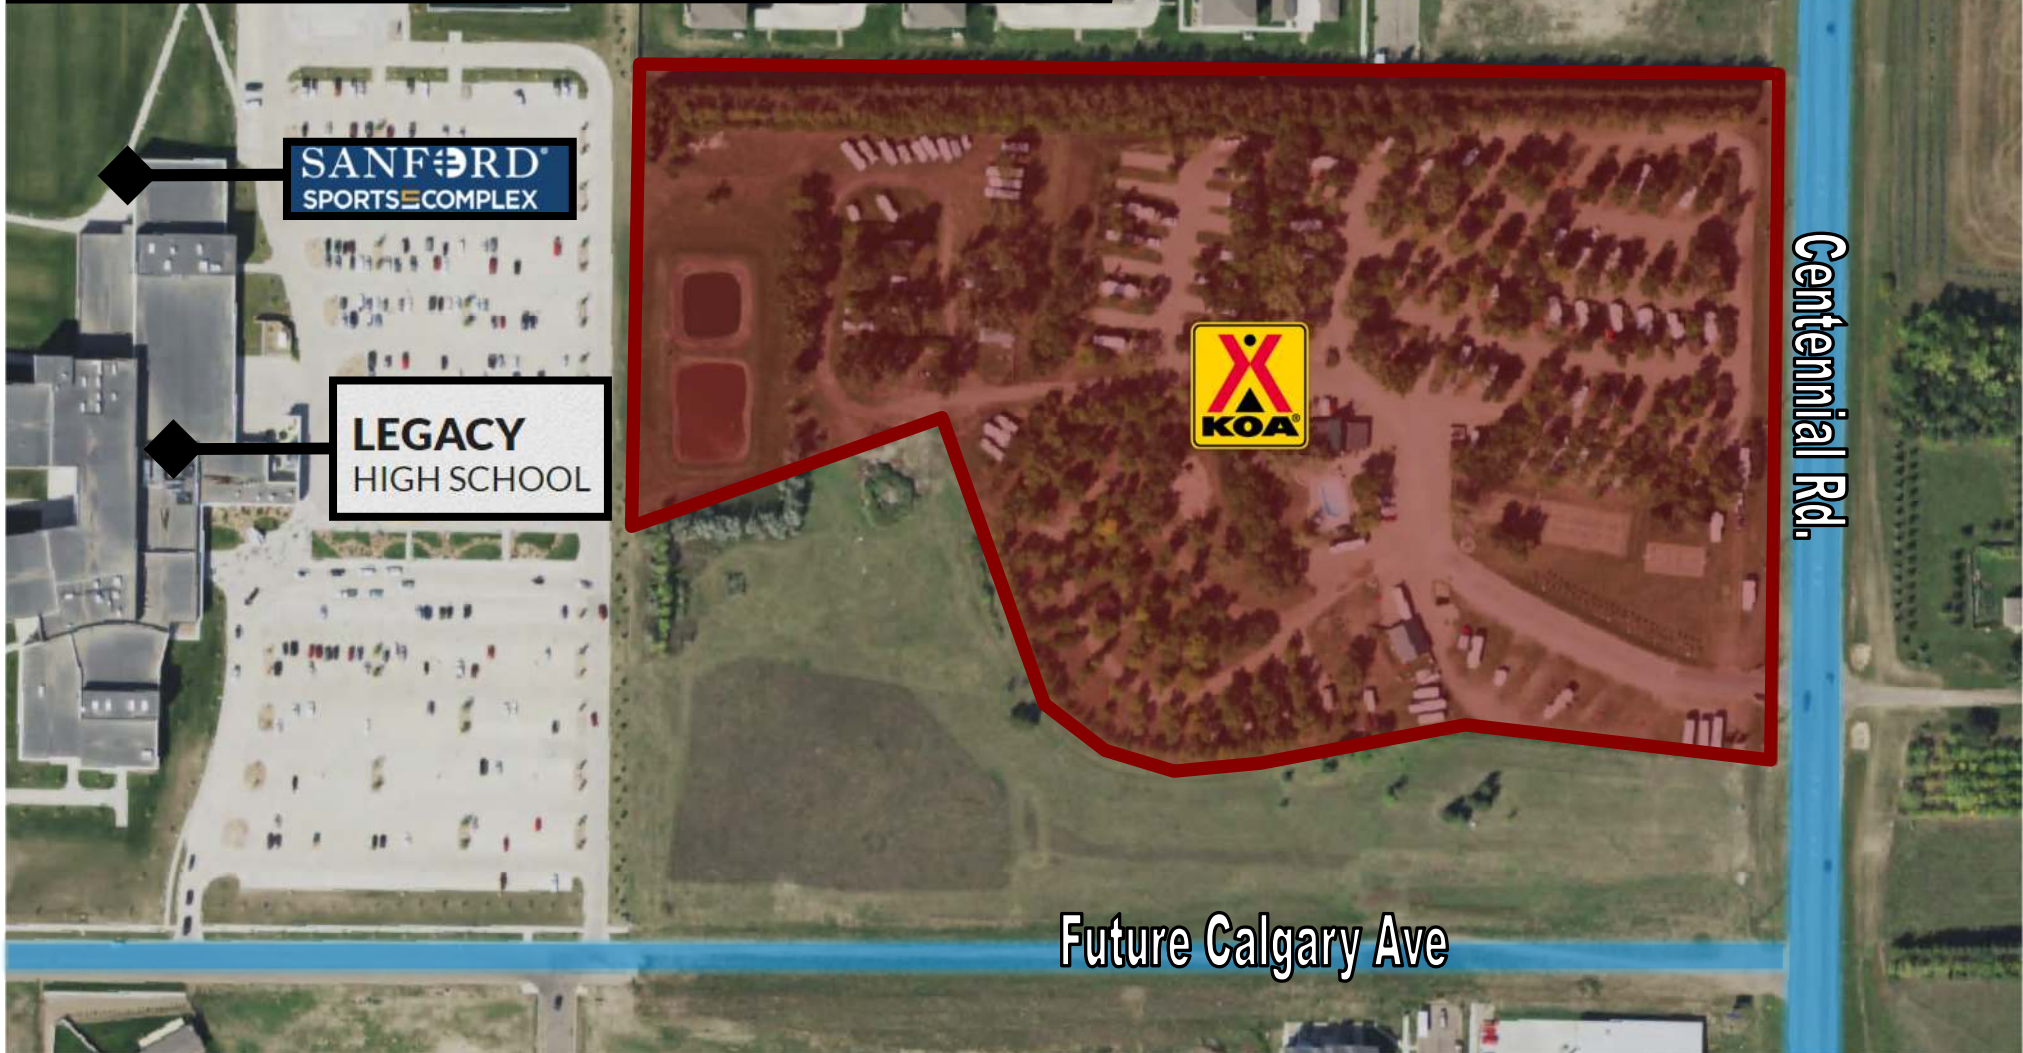 SANFORD®
SPORTS COMPLEX
LEGACY
HIGH SCHOOL
KOA®
Centennial Rd.
Future Calgary Ave